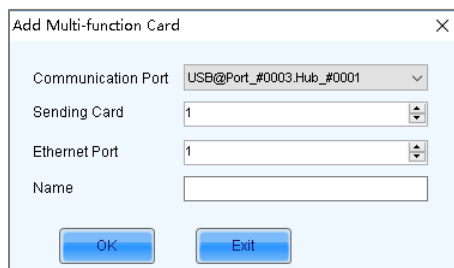 Add Multi-function Card
Communication Port USB@Port_#0003.Hub_#0001
Sending Card 1
Ethernet Port 1
Name
OK Exit